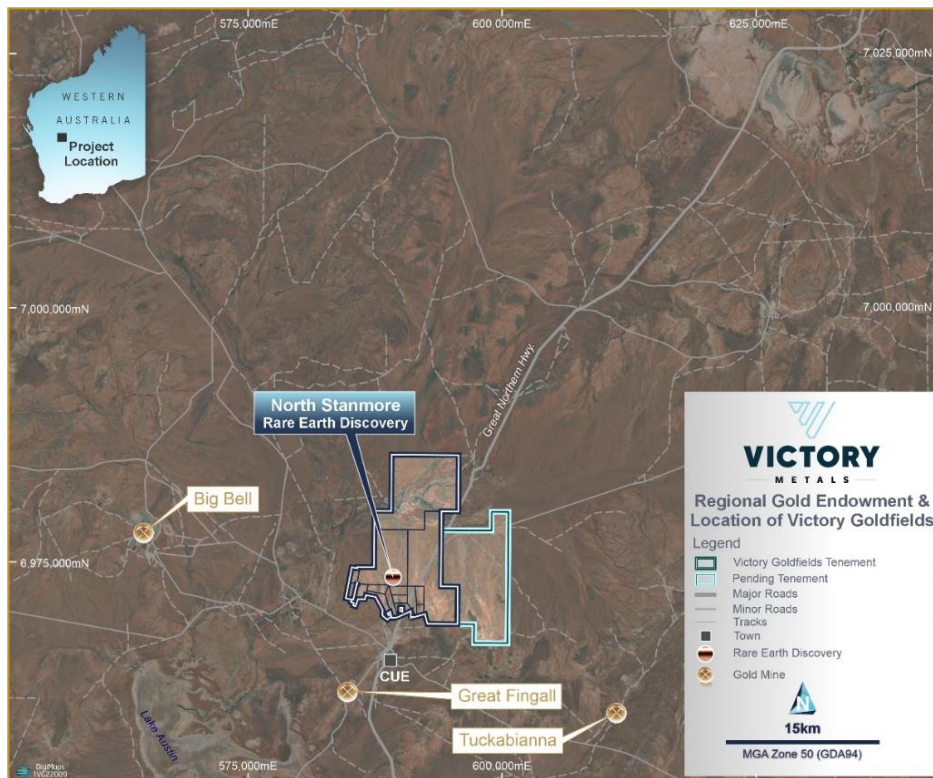 575,000mE
600,000mE
625,000mE
7,025,000mN
WESTERN
AUSTRALIA
Project
Location
7,000,000mN
7,000,000mN
Great Northern Hwy.
North Stanmore
Rare Earth Discovery
Big Bell
6,975,000mN
CUE
Great Fingall
Tuckabianna
Lake Austin
575,000mE
600,000mE
DigiMaps
1VG22009
VICTORY
METALS
Regional Gold Endowment &
Location of Victory Goldfields
Legend
Victory Goldfields Tenement
Pending Tenement
Major Roads
Minor Roads
Tracks
Town
Rare Earth Discovery
Gold Mine
N
15km
MGA Zone 50 (GDA94)